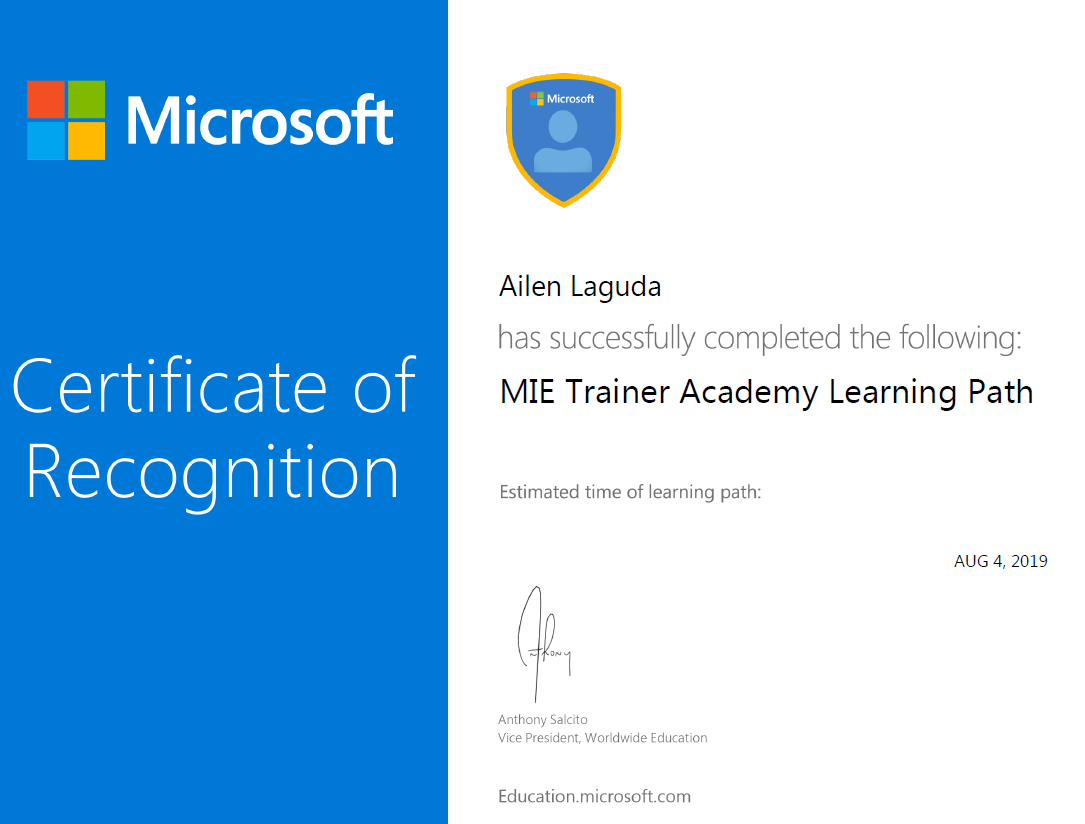 Microsoft
Certificate of
Recognition
Microsoft
Ailen Laguda
has successfully completed the following:
MIE Trainer Academy Learning Path
Estimated time of learning path:
AUG 4, 2019
Anthony
Anthony Salcito
Vice President, Worldwide Education
Education.microsoft.com